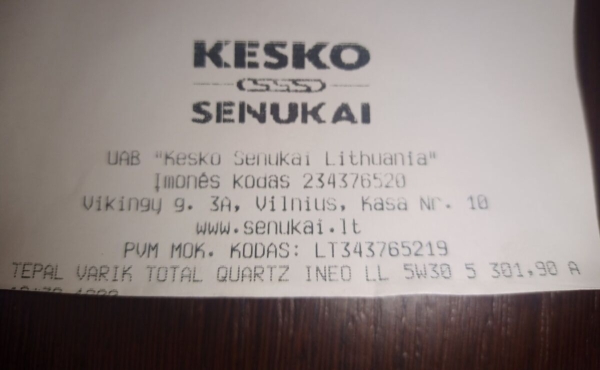 KESKO
SENUKAI
UAB "Kesko Senukai Lithuania"
Įmonės kodas 234376520
Vikingų g. 3A, Vilnius, Kasa Nr. 10
www.senukai.lt
PVM MOK. KODAS: LT343765219
TEPAL VARIK TOTAL QUARTZ INEO LL 5W30 5 301,90 A